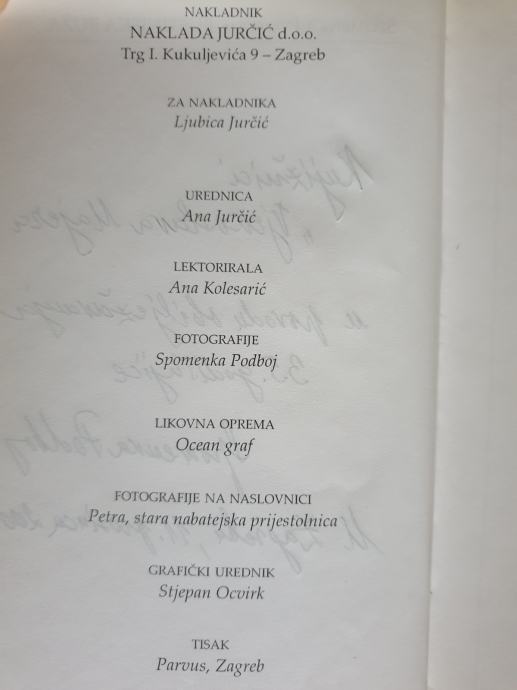 NAKLADNIK
NAKLADA JURČIĆ d.o.o.
Trg I. Kukuljevića 9 – Zagreb
ZA NAKLADNIKA
Ljubica Jurčić
UREDNICA
Ana Jurčić
LEKTORIRALA
Ana Kolesarić
FOTOGRAFIJE
Spomenka Podboj
LIKOVNA OPREMA
Ocean graf
FOTOGRAFIJE NA NASLOVNICI
Petra, stara nabatejska prijestolnica
GRAFIČKI UREDNIK
Stjepan Ocvirk
TISAK
Parvus, Zagreb